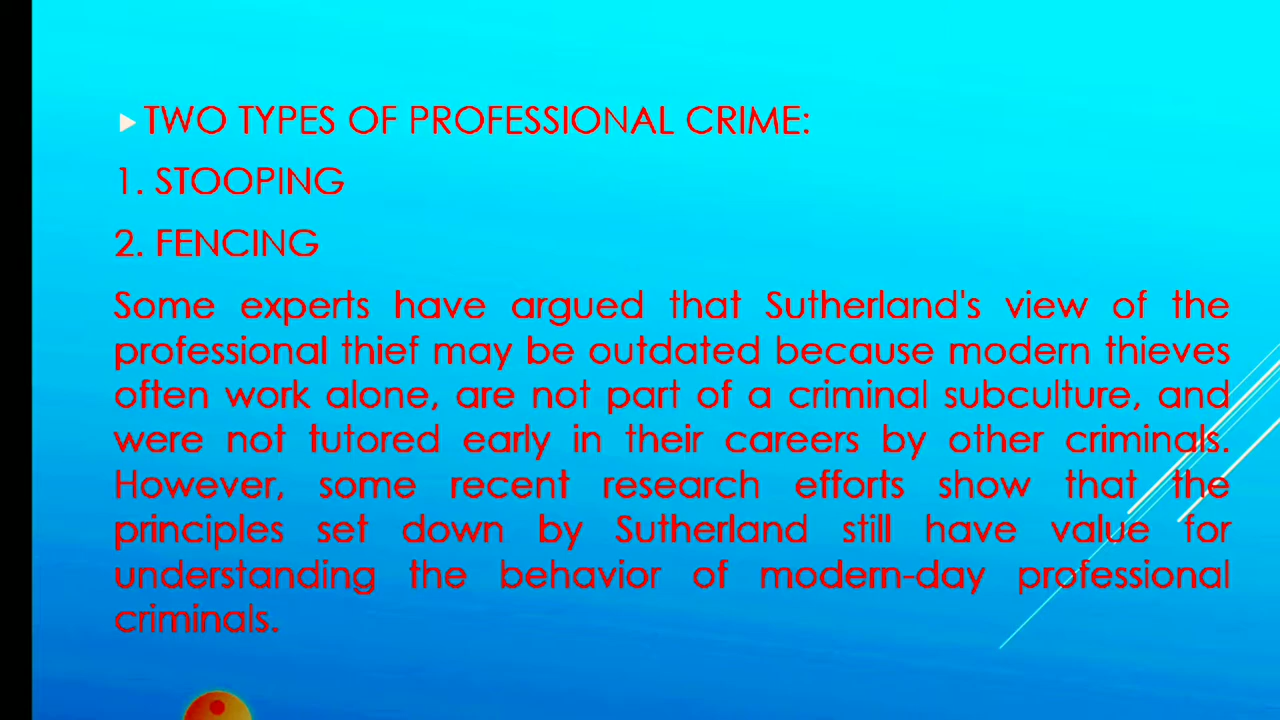 TWO TYPES OF PROFESSIONAL CRIME:
1. STOOPING
2. FENCING
Some experts have argued that Sutherland's view of the
professional thief may be outdated because modern thieves
often work alone, are not part of a criminal subculture, and
were not tutored early in their careers by other criminals.
However, some recent research efforts show that the
principles set down by Sutherland still have value for
understanding the behavior of modern-day professional
criminals.